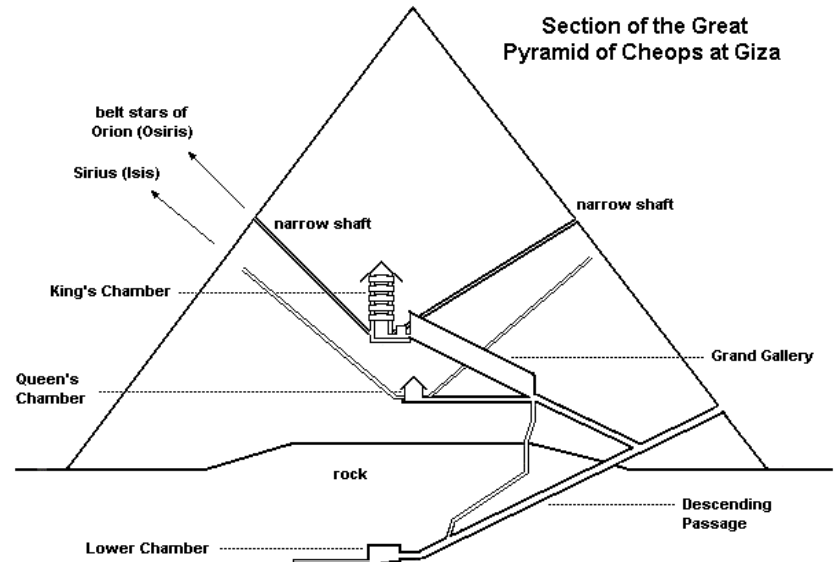 Section of the Great
Pyramid of Cheops at Giza
belt stars of
Orion (Osiris)
Sirius (Isis)
narrow shaft
narrow shaft
King's Chamber
Grand Gallery
Queen's
Chamber
rock
Descending
Passage
Lower Chamber